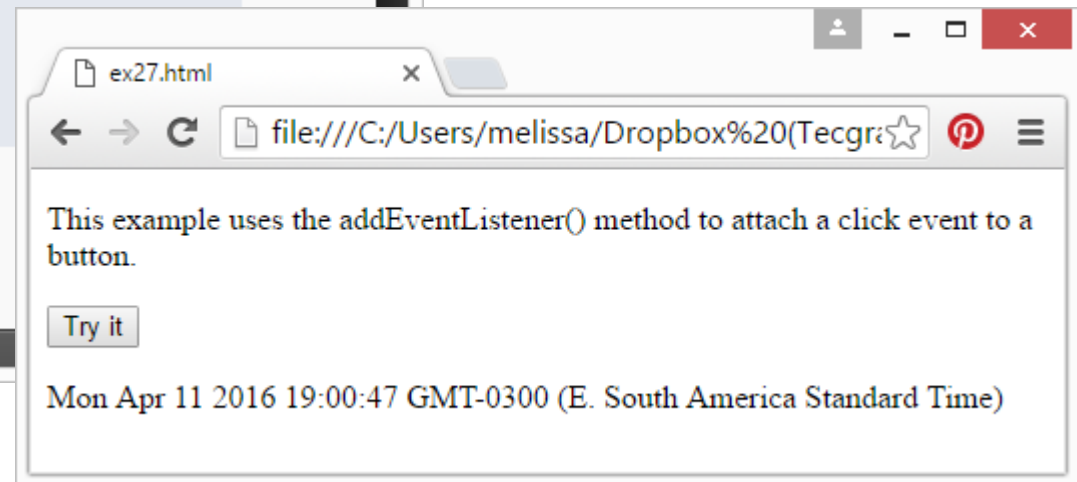 ex27.html
file:///C:/Users/melissa/Dropbox%20(Tecgra
This example uses the addEventListener() method to attach a click event to a
button.
Try it
Mon Apr 11 2016 19:00:47 GMT-0300 (E. South America Standard Time)